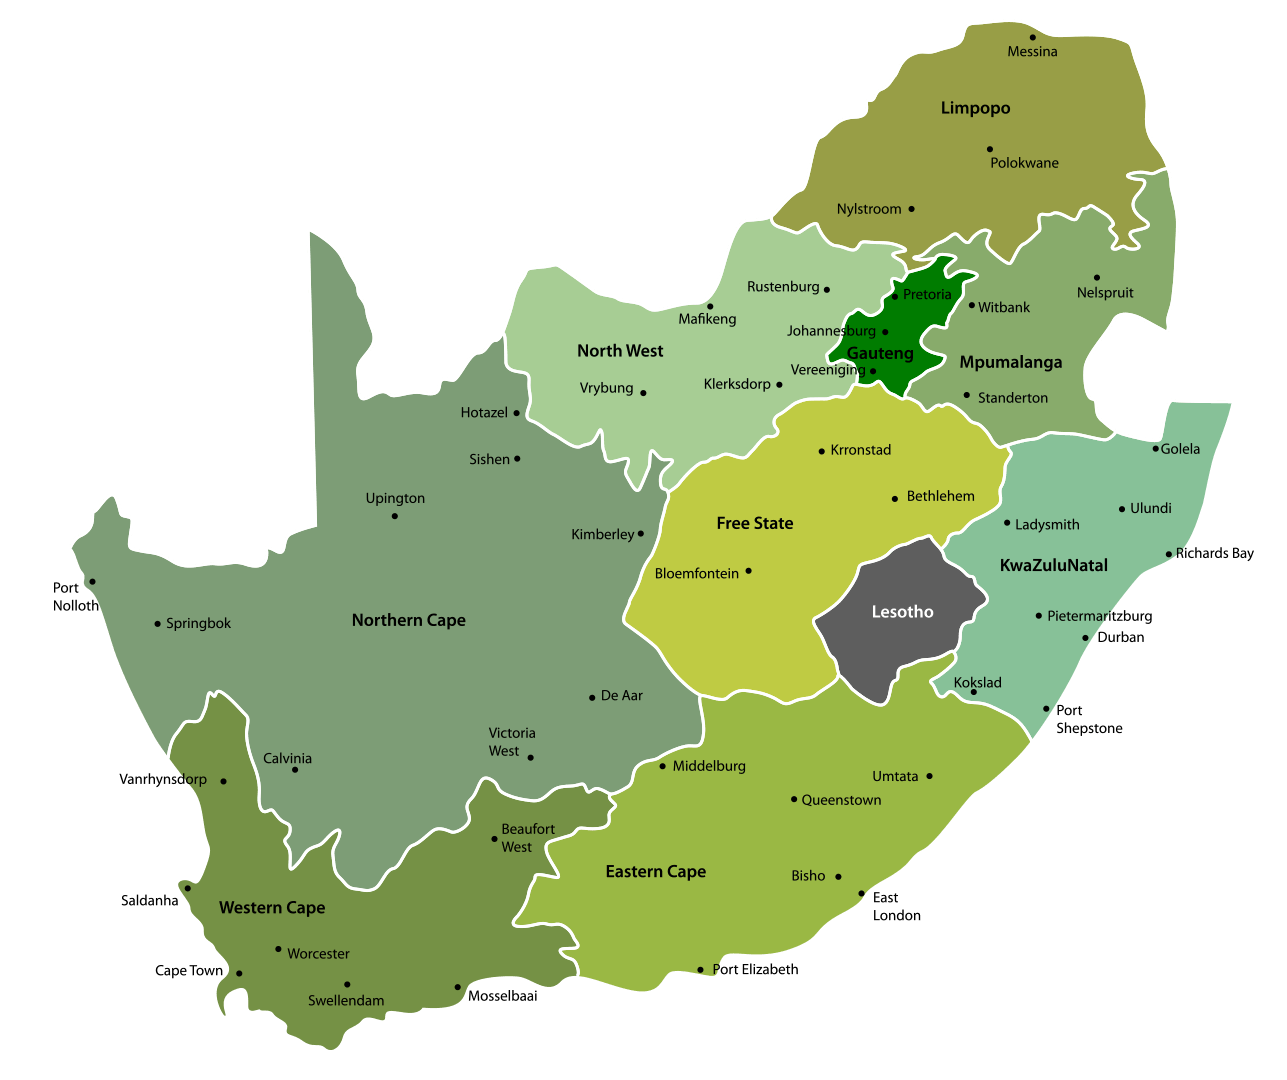 Messina
Limpopo
Polokwane
Nylstroom
Rustenburg
Pretoria
Nelspruit
Witbank
Mafikeng
Johannesburg
North West
Gauteng
Mpumalanga
Vereeniging
Klerksdorp
Vrybung
Standerton
Hotazel
Krronstad
Golela
Sishen
Upington
Bethlehem
Ulundi
Free State
Ladysmith
Kimberley
Richards Bay
KwaZuluNatal
Bloemfontein
Port
Nolloth
Lesotho
Pietermaritzburg
Northern Cape
Springbok
Durban
Kokslad
De Aar
Port
Shepstone
Victoria
West
Calvinia
Middelburg
Vanrhynsdorp
Umtata
Queenstown
Beaufort
West
Eastern Cape
Bisho
Saldanha
East
London
Western Cape
Worcester
Cape Town
Port Elizabeth
Swellendam
Mosselbaai